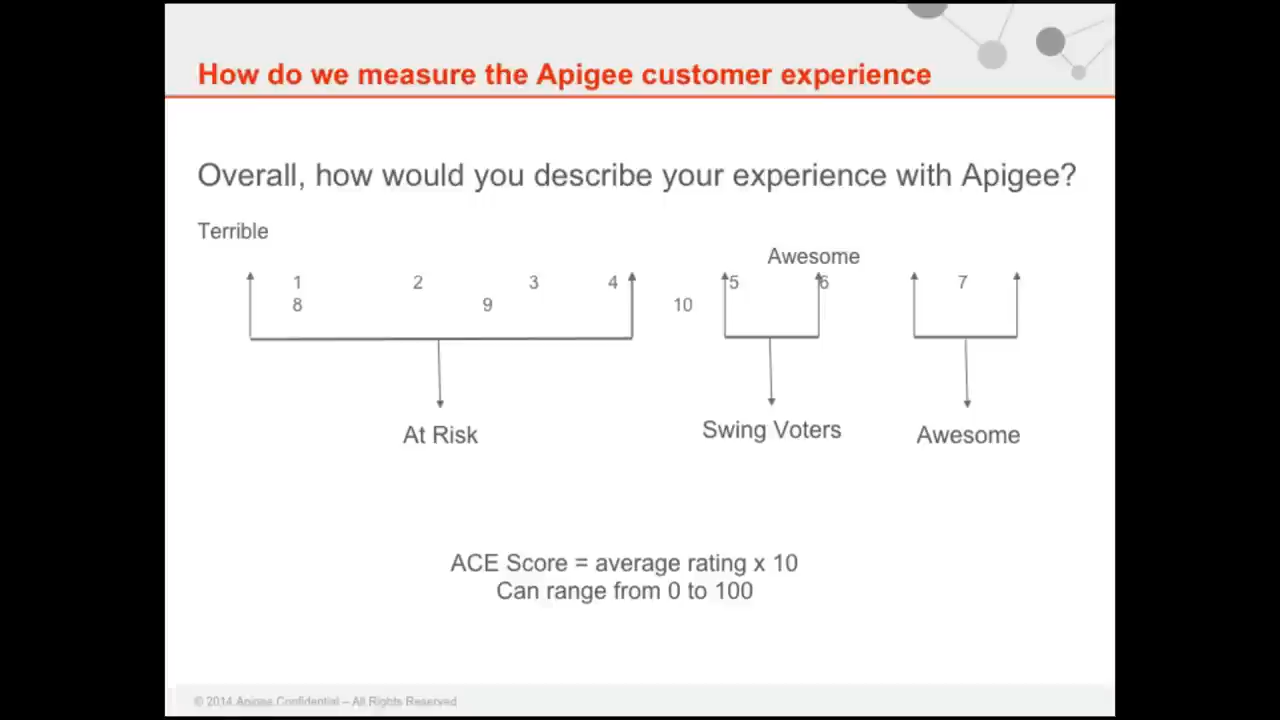 How do we measure the Apigee customer experience
Overall, how would you describe your experience with Apigee?
Terrible
Awesome
1 2 3 4 5 6 7
8 9 10
At Risk Swing Voters Awesome
ACE Score = average rating x 10
Can range from 0 to 100
© 2014 Apigee Confidential – All Rights Reserved